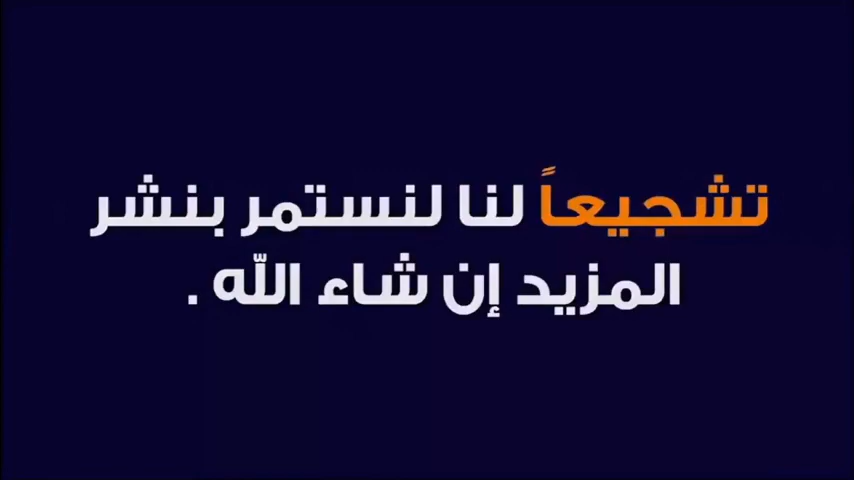 تشجيعاً لنا لنستمر بنشر
المزيد إن شاء الله .